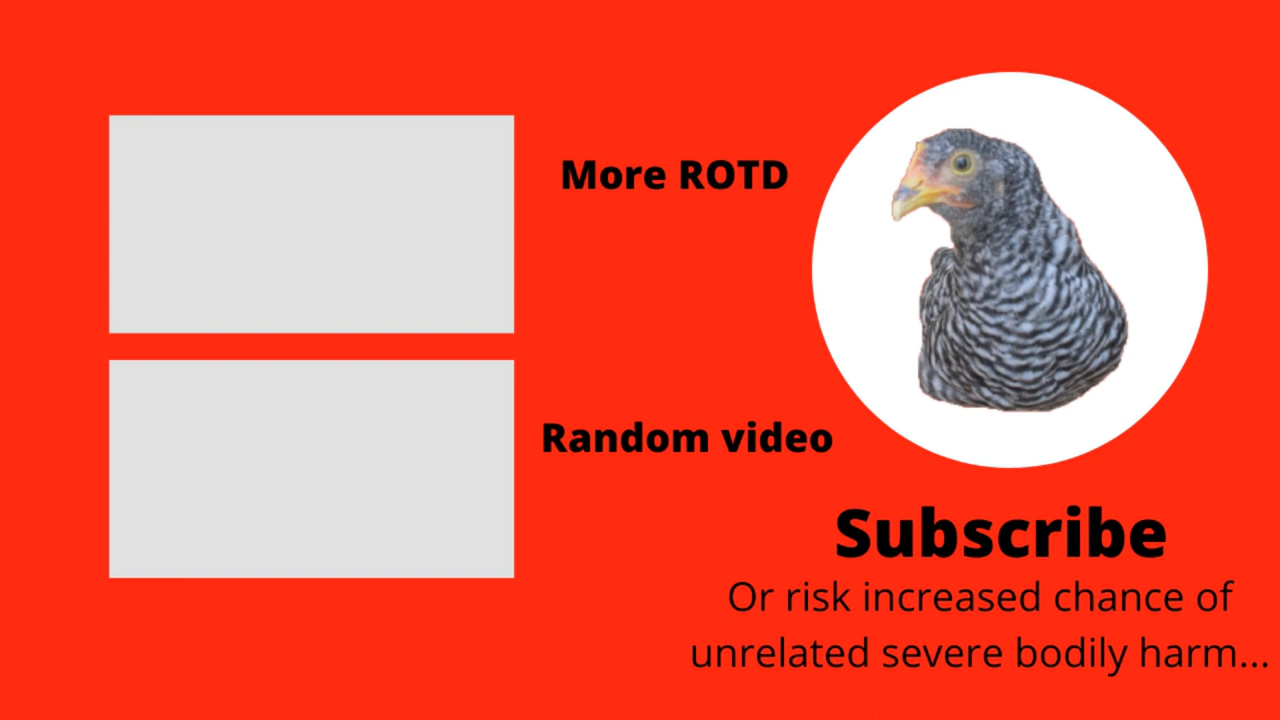 More ROTD
Random video
Subscribe
Or risk increased chance of
unrelated severe bodily harm...